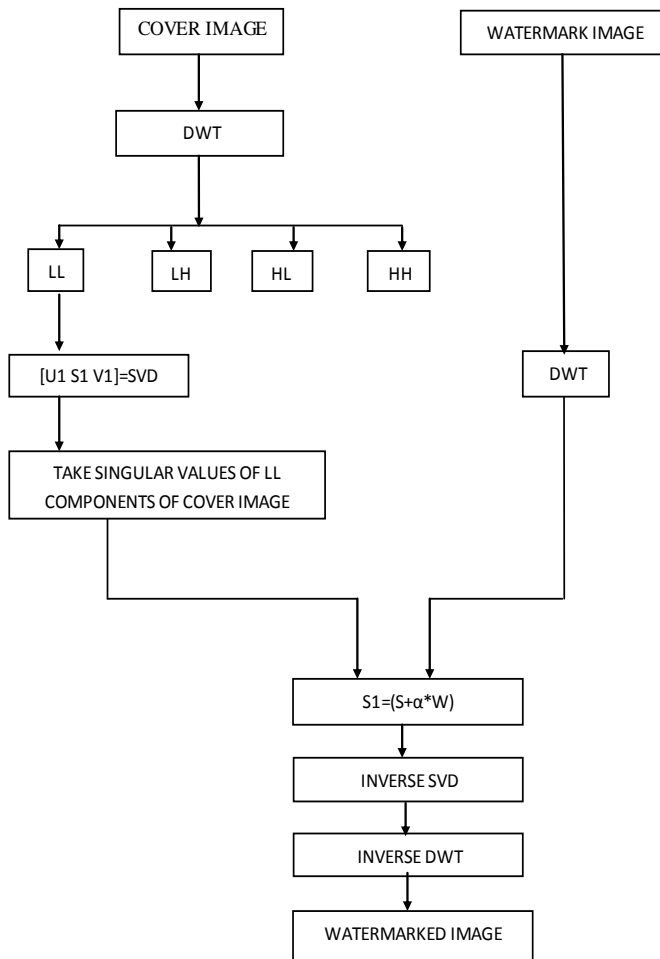 COVER IMAGE
WATERMARK IMAGE
DWT
LL
LH
HL
HH
[U1 S1 V1]=SVD
DWT
TAKE SINGULAR VALUES OF LL
COMPONENTS OF COVER IMAGE
S1=(S+α*W)
INVERSE SVD
INVERSE DWT
WATERMARKED IMAGE